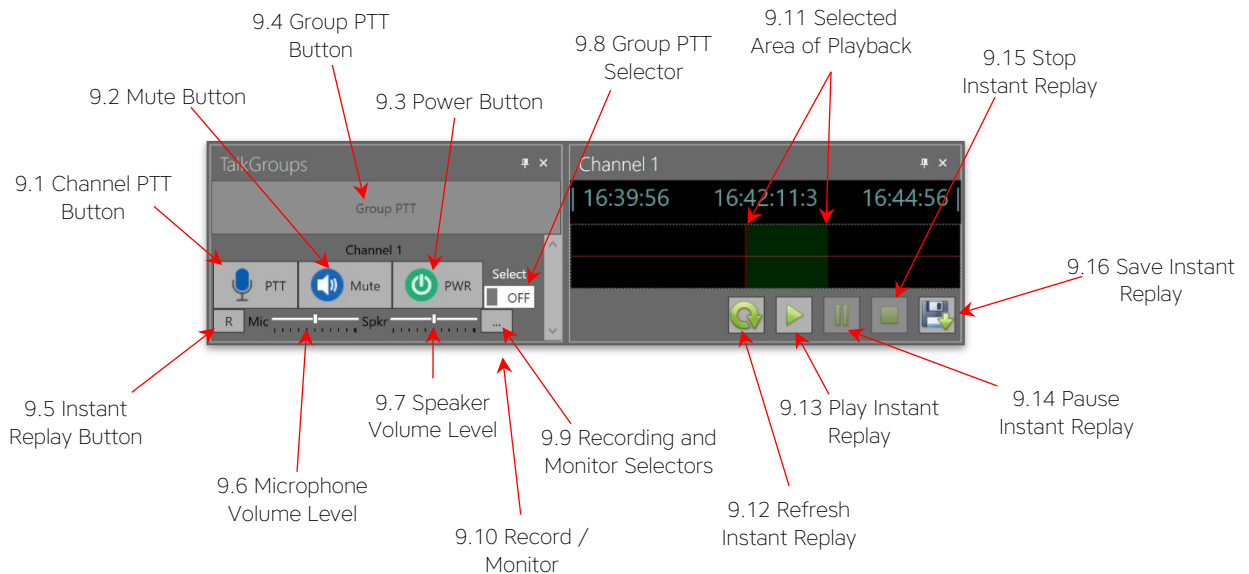 9.4 Group PTT
Button
9.11 Selected
Area of Playback
9.8 Group PTT
Selector
9.15 Stop
Instant Replay
9.2 Mute Button
9.3 Power Button
TalkGroups
Channel 1
9.1 Channel PTT
Button
Group PTT
16:39:56 16:42:11:3 16:44:56
Channel 1
PTT Mute PWR
Select
OFF
R Mic Spkr ...
9.16 Save Instant
Replay
9.5 Instant
Replay Button
9.6 Microphone
Volume Level
9.7 Speaker
Volume Level
9.9 Recording and
Monitor Selectors
9.10 Record /
Monitor
9.13 Play Instant
Replay
9.14 Pause
Instant Replay
9.12 Refresh
Instant Replay